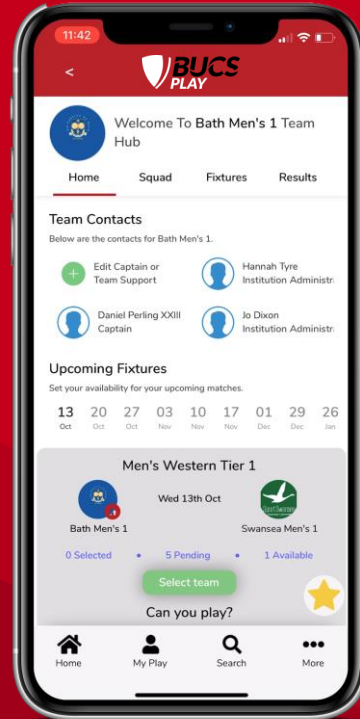 11:42
<
BUCS
PLAY
Welcome To Bath Men's 1 Team
Hub
Home Squad Fixtures Results
Team Contacts
Below are the contacts for Bath Men's 1.
Edit Captain or
Team Support
Hannah Tyre
Institution Administr
Daniel Perling XXIII
Captain
Jo Dixon
Institution Administr
Upcoming Fixtures
Set your availability for your upcoming matches.
13 20 27 03 10 17 01 29 26
Oct Oct Oct Nov Nov Nov Dec Dec Jan
Men's Western Tier 1
Wed 13th Oct
Bath Men's 1 Swansea Men's 1
0 Selected • 5 Pending • 1 Available
Select team
Can you play?
Home My Play Search More